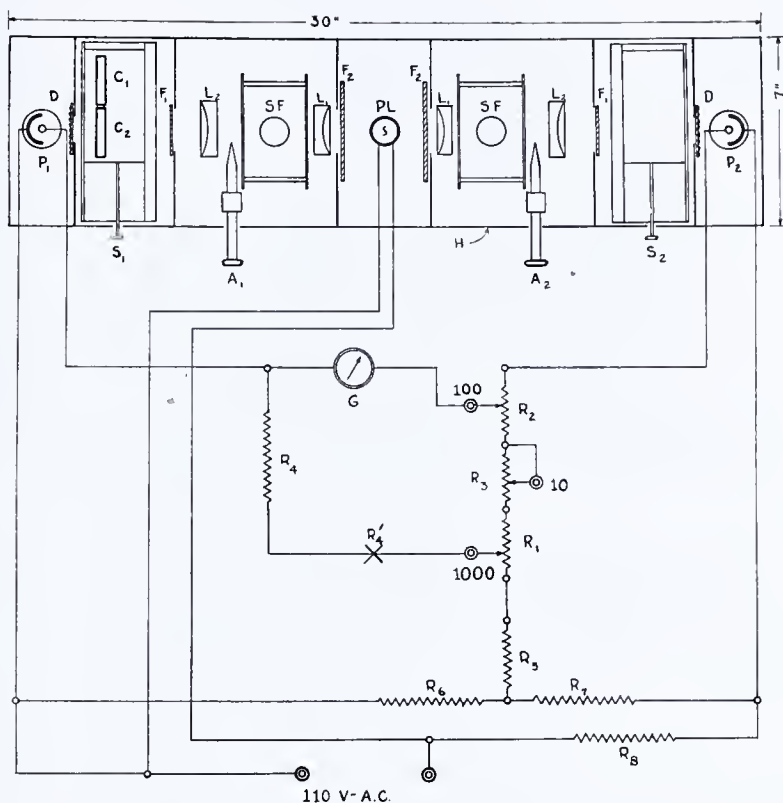 30"
7"
D
C₁
C₂
F₁
L₂
SF
L₁
F₂
PL
S
F₂
L₁
SF
L₂
F₁
D
P₁
P₂
S₁
A₁
H
A₂
S₂
G
100
R₂
R₄
R₃
10
R₄'
1000
R₁
R₅
R₆
R₇
R₈
110 V-A.C.